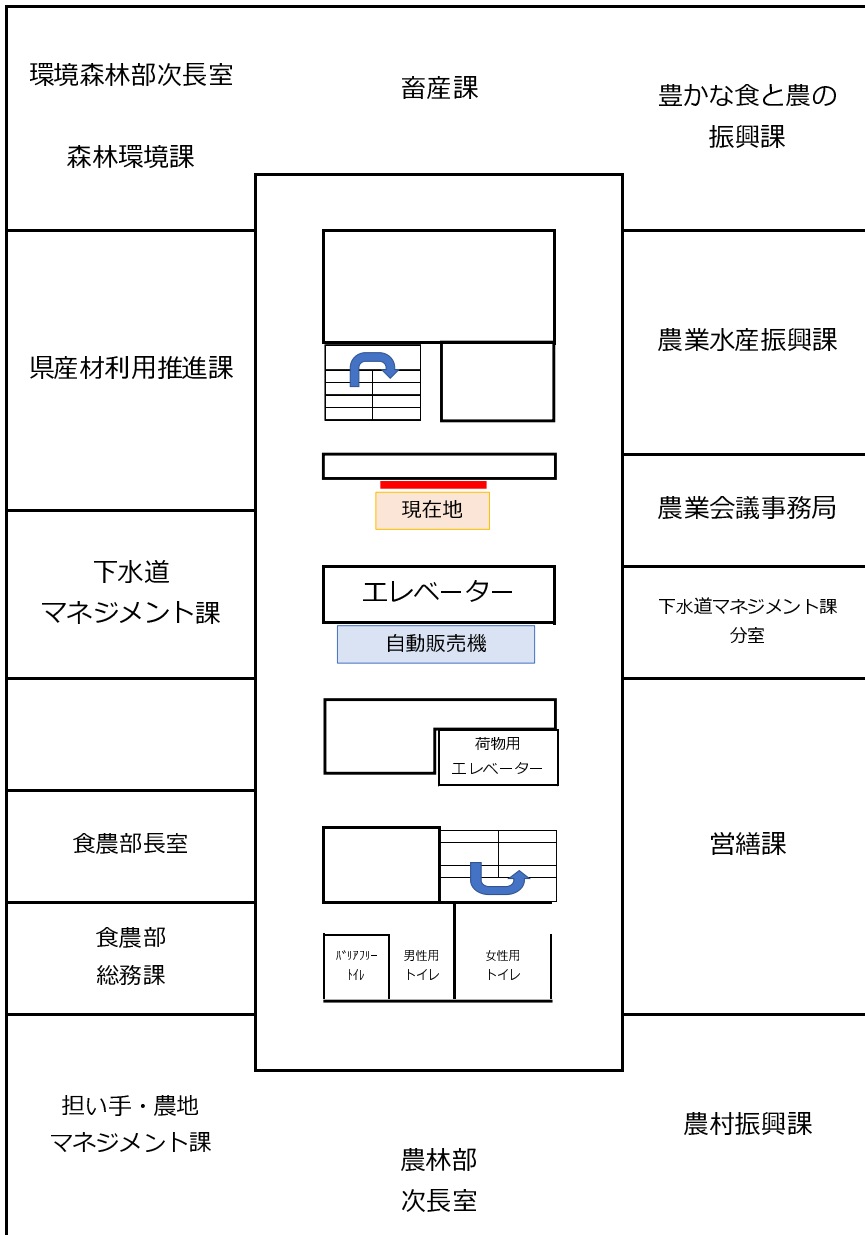 環境森林部次長室
森林環境課
畜産課
豊かな食と農の
振興課
県産材利用推進課
農業水産振興課
現在地
農業会議事務局
下水道
マネジメント課
エレベーター
自動販売機
下水道マネジメント課
分室
荷物用
エレベーター
食農部長室
営繕課
食農部
総務課
ﾊﾞﾘｱﾌﾘｰ
ﾄｲﾚ
男性用
トイレ
女性用
トイレ
担い手・農地
マネジメント課
農林部
次長室
農村振興課